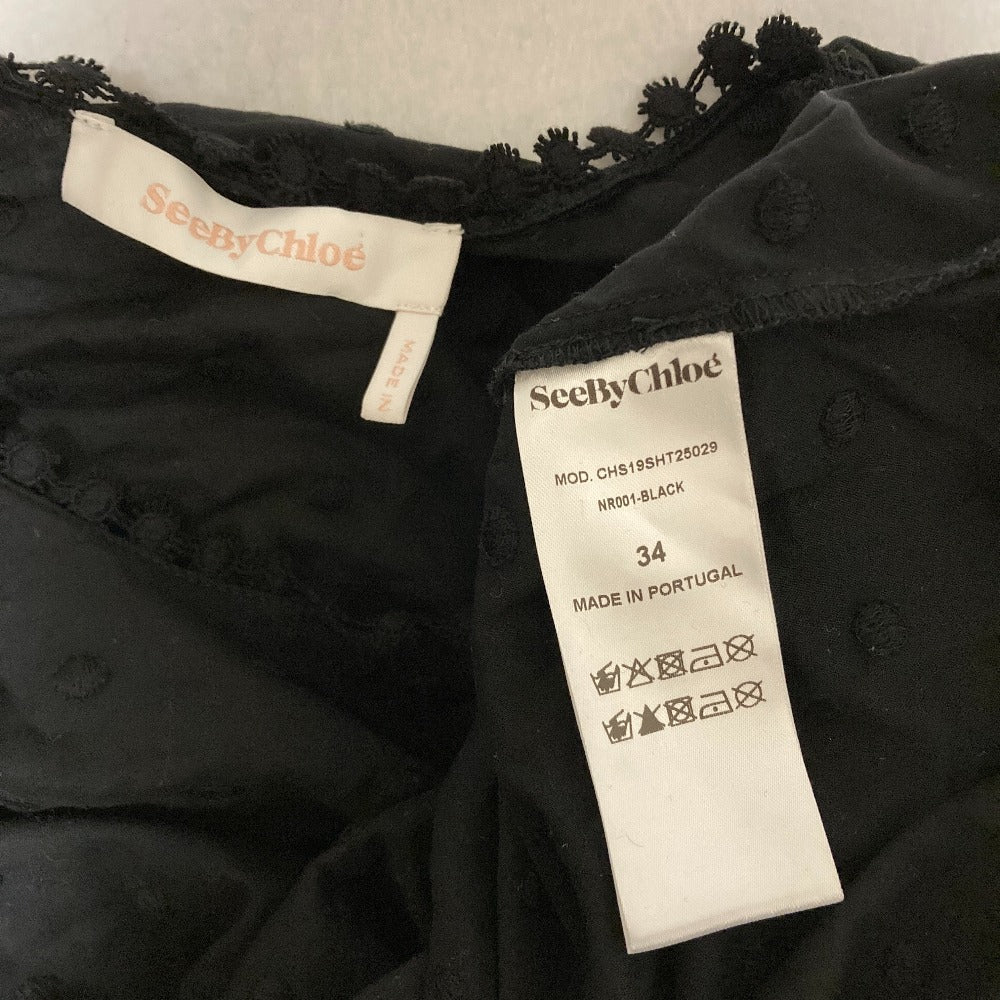 SeeByChloé
MADE IN
SeeByChloé
MOD. CHS19SHT25029
NR001-BLACK
34
MADE IN PORTUGAL